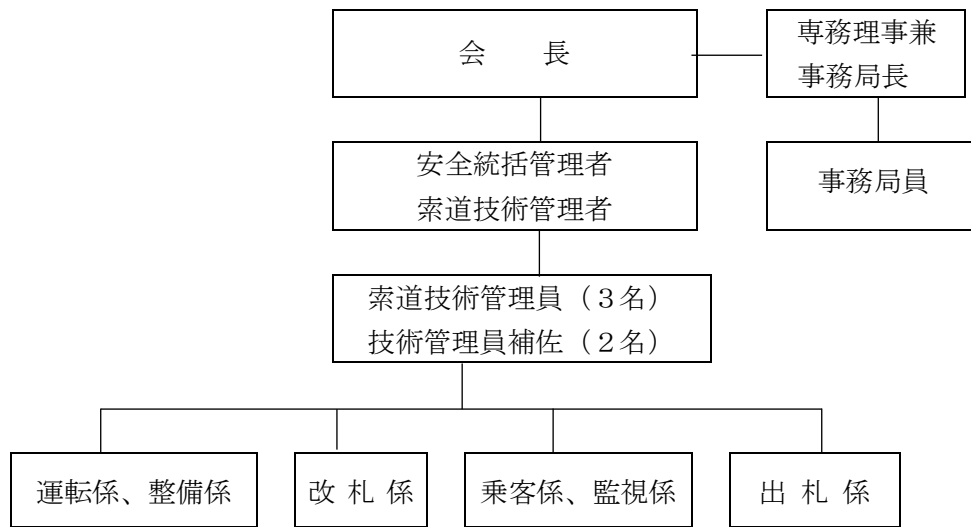 会　　長
専務理事兼
事務局長
安全統括管理者
索道技術管理者
事務局員
索道技術管理員（３名）
技術管理員補佐（２名）
運転係、整備係
改 札 係
乗客係、監視係
出 札 係